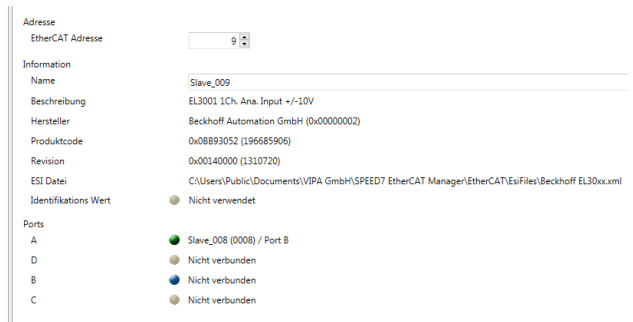 Adresse
EtherCAT Adresse 9
Information
Name Slave_009
Beschreibung EL3001 1Ch. Ana. Input +/-10V
Hersteller Beckhoff Automation GmbH (0x00000002)
Produktcode 0x0BB93052 (196685906)
Revision 0x00140000 (1310720)
ESI Datei C:\Users\Public\Documents\VIPA GmbH\SPEED7 EtherCAT Manager\EtherCAT\EsiFiles\Beckhoff EL30xx.xml
Identifikations Wert Nicht verwendet
Ports
A Slave_008 (0008) / Port B
D Nicht verbunden
B Nicht verbunden
C Nicht verbunden